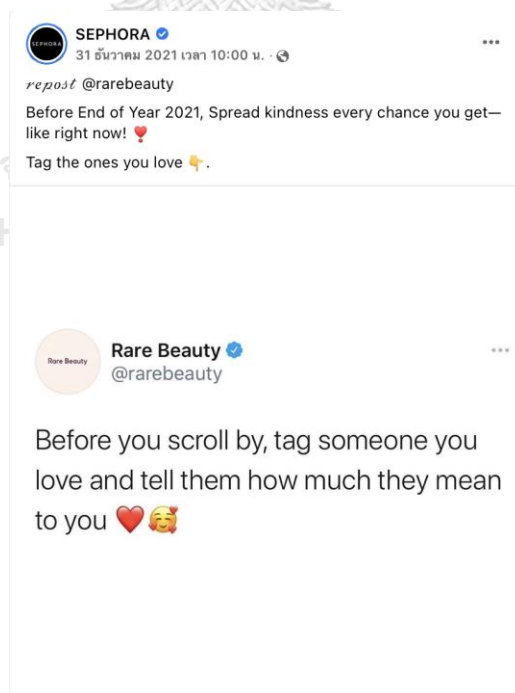 SEPHORA
SEPHORA
31 ธันวาคม 2021 เวลา 10:00 น. ·
repost @rarebeauty
Before End of Year 2021, Spread kindness every chance you get—
like right now! ❣️
Tag the ones you love 👇.
Rare Beauty
Rare Beauty
@rarebeauty
Before you scroll by, tag someone you
love and tell them how much they mean
to you ❤️🥰